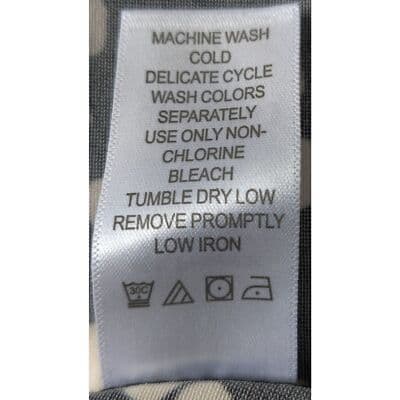 MACHINE WASH
COLD
DELICATE CYCLE
WASH COLORS
SEPARATELY
USE ONLY NON-
CHLORINE
BLEACH
TUMBLE DRY LOW
REMOVE PROMPTLY
LOW IRON
30C